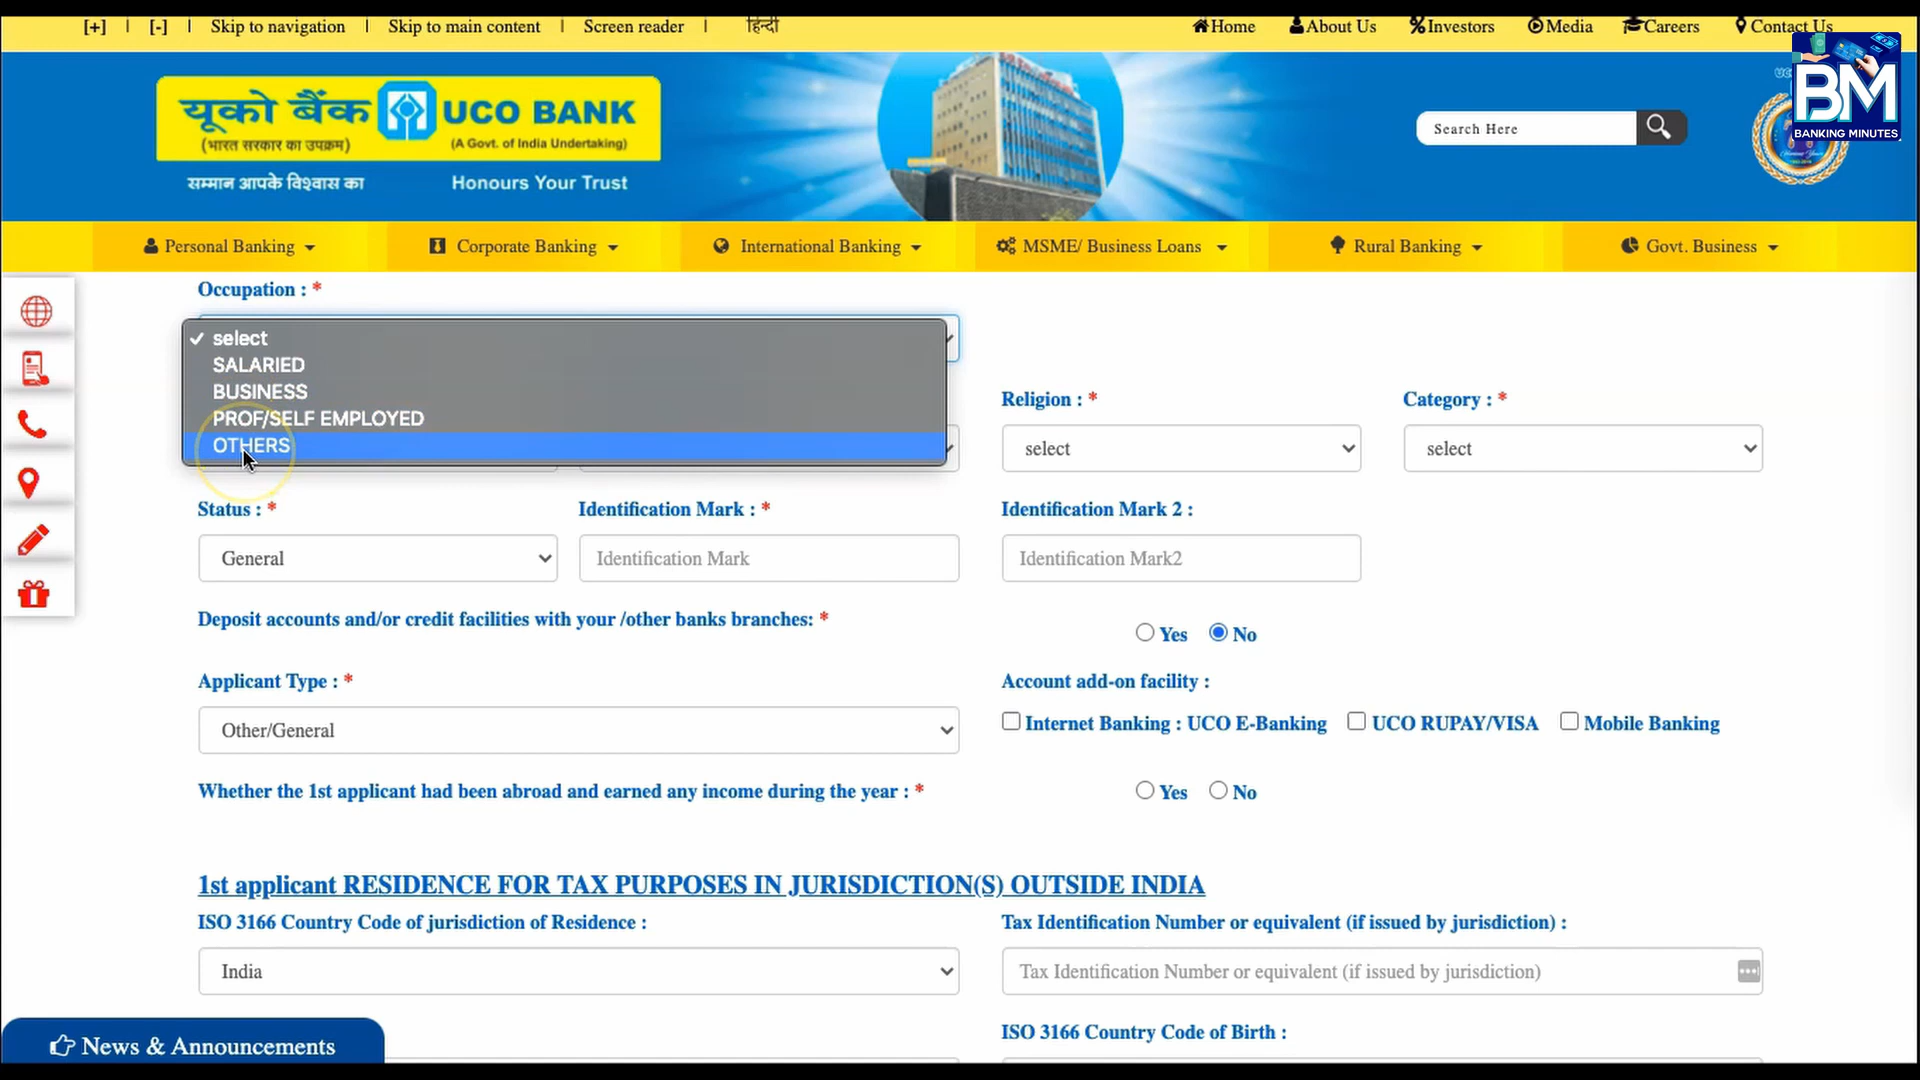 [+] | [-] | Skip to navigation | Skip to main content | Screen reader | हिन्दी
Home About Us Investors Media Careers Contact Us
यूको बैंक UCO BANK
(भारत सरकार का उपक्रम) (A Govt. of India Undertaking)
सम्मान आपके विश्वास का Honours Your Trust
Search Here
BM
BANKING MINUTES
Personal Banking Corporate Banking International Banking MSME/ Business Loans Rural Banking Govt. Business
Occupation : *
✓ select
SALARIED
BUSINESS
PROF/SELF EMPLOYED
OTHERS
Religion : * Category : *
select select
Status : * Identification Mark : * Identification Mark 2 :
General Identification Mark Identification Mark2
Deposit accounts and/or credit facilities with your /other banks branches: * Yes No
Applicant Type : * Account add-on facility :
Other/General Internet Banking : UCO E-Banking UCO RUPAY/VISA Mobile Banking
Whether the 1st applicant had been abroad and earned any income during the year : * Yes No
1st applicant RESIDENCE FOR TAX PURPOSES IN JURISDICTION(S) OUTSIDE INDIA
ISO 3166 Country Code of jurisdiction of Residence : Tax Identification Number or equivalent (if issued by jurisdiction) :
India Tax Identification Number or equivalent (if issued by jurisdiction)
ISO 3166 Country Code of Birth :
News & Announcements